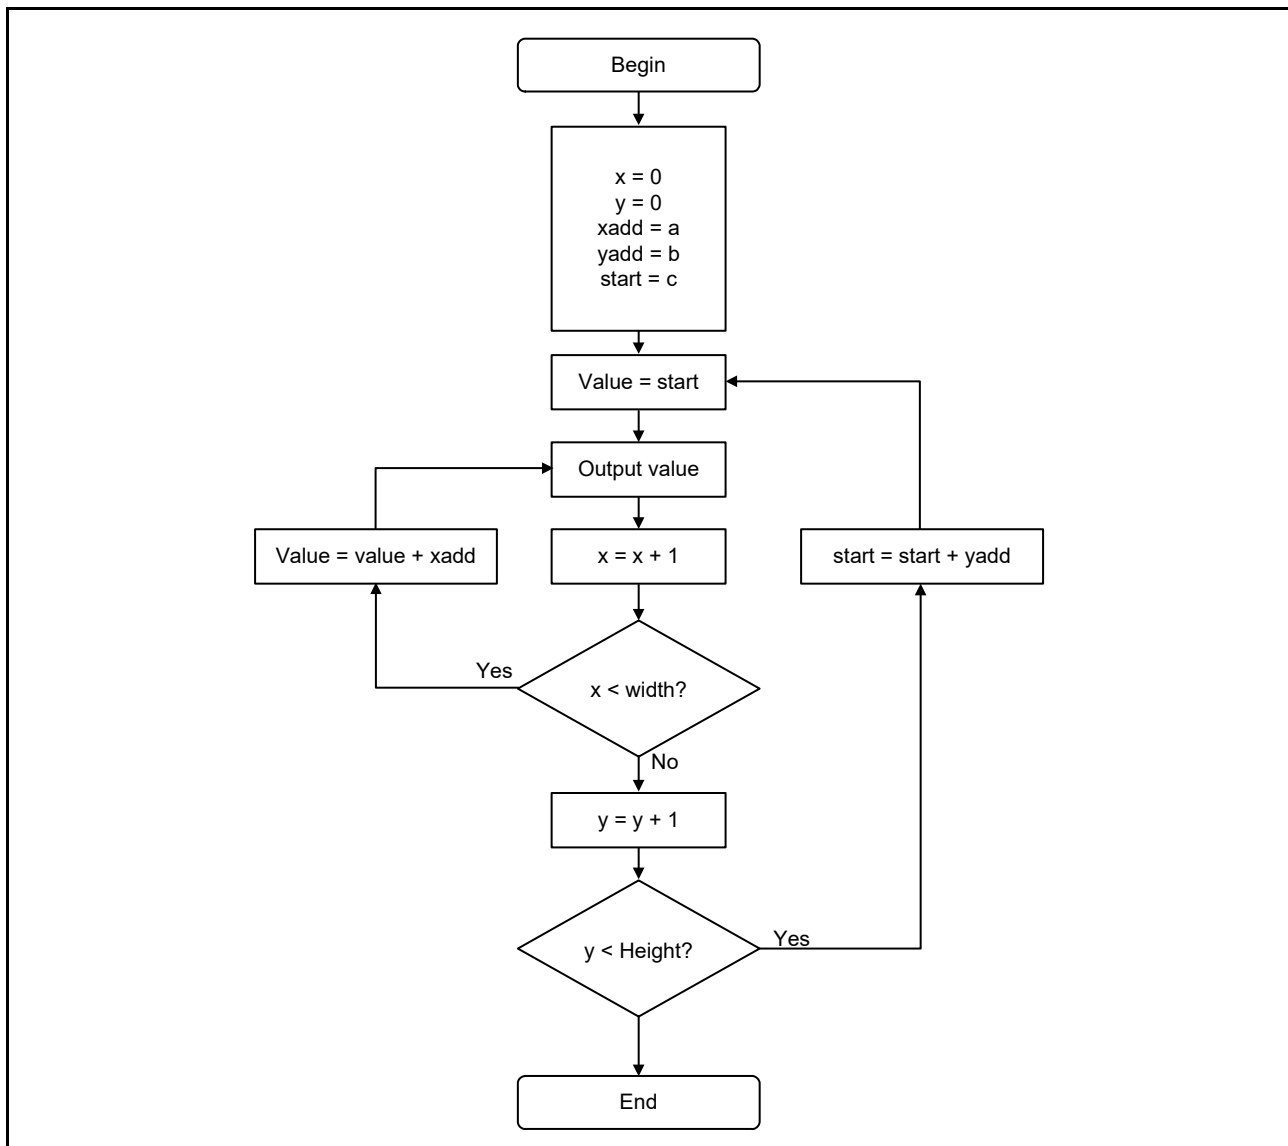 Begin
x = 0
y = 0
xadd = a
yadd = b
start = c
Value = start
Output value
Value = value + xadd
x = x + 1
start = start + yadd
Yes
x < width?
No
y = y + 1
y < Height?
Yes
End